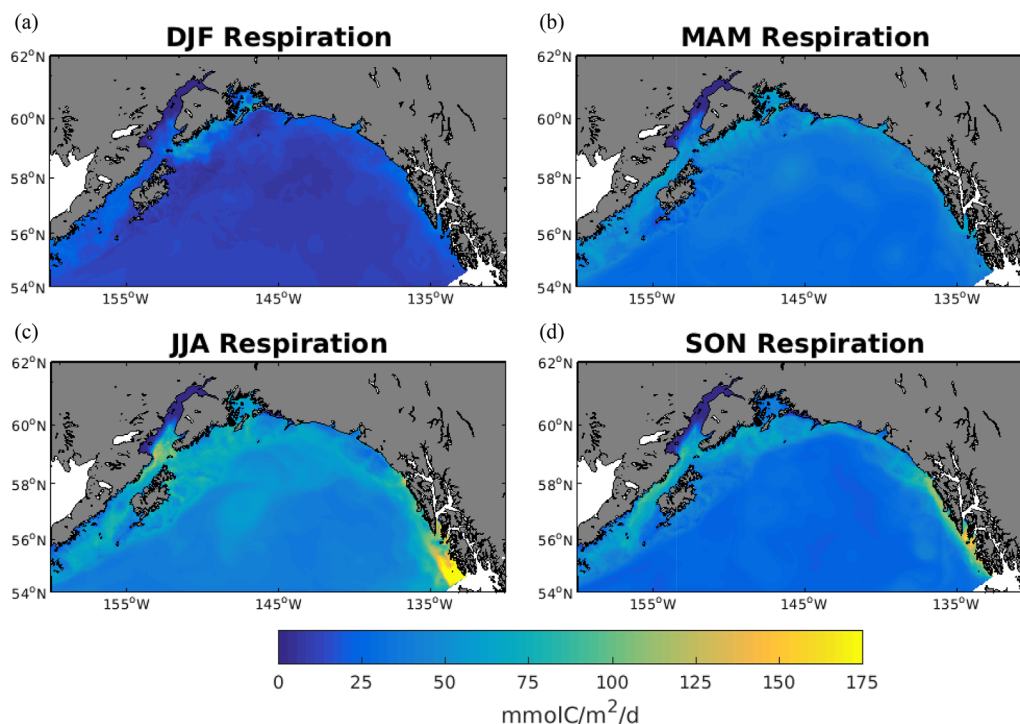 (a)
DJF Respiration
62°N
60°N
58°N
56°N
54°N
155°W
145°W
135°W
(b)
MAM Respiration
62°N
60°N
58°N
56°N
54°N
155°W
145°W
135°W
(c)
JJA Respiration
62°N
60°N
58°N
56°N
54°N
155°W
145°W
135°W
(d)
SON Respiration
62°N
60°N
58°N
56°N
54°N
155°W
145°W
135°W
0 25 50 75 100 125 150 175
mmolC/m²/d